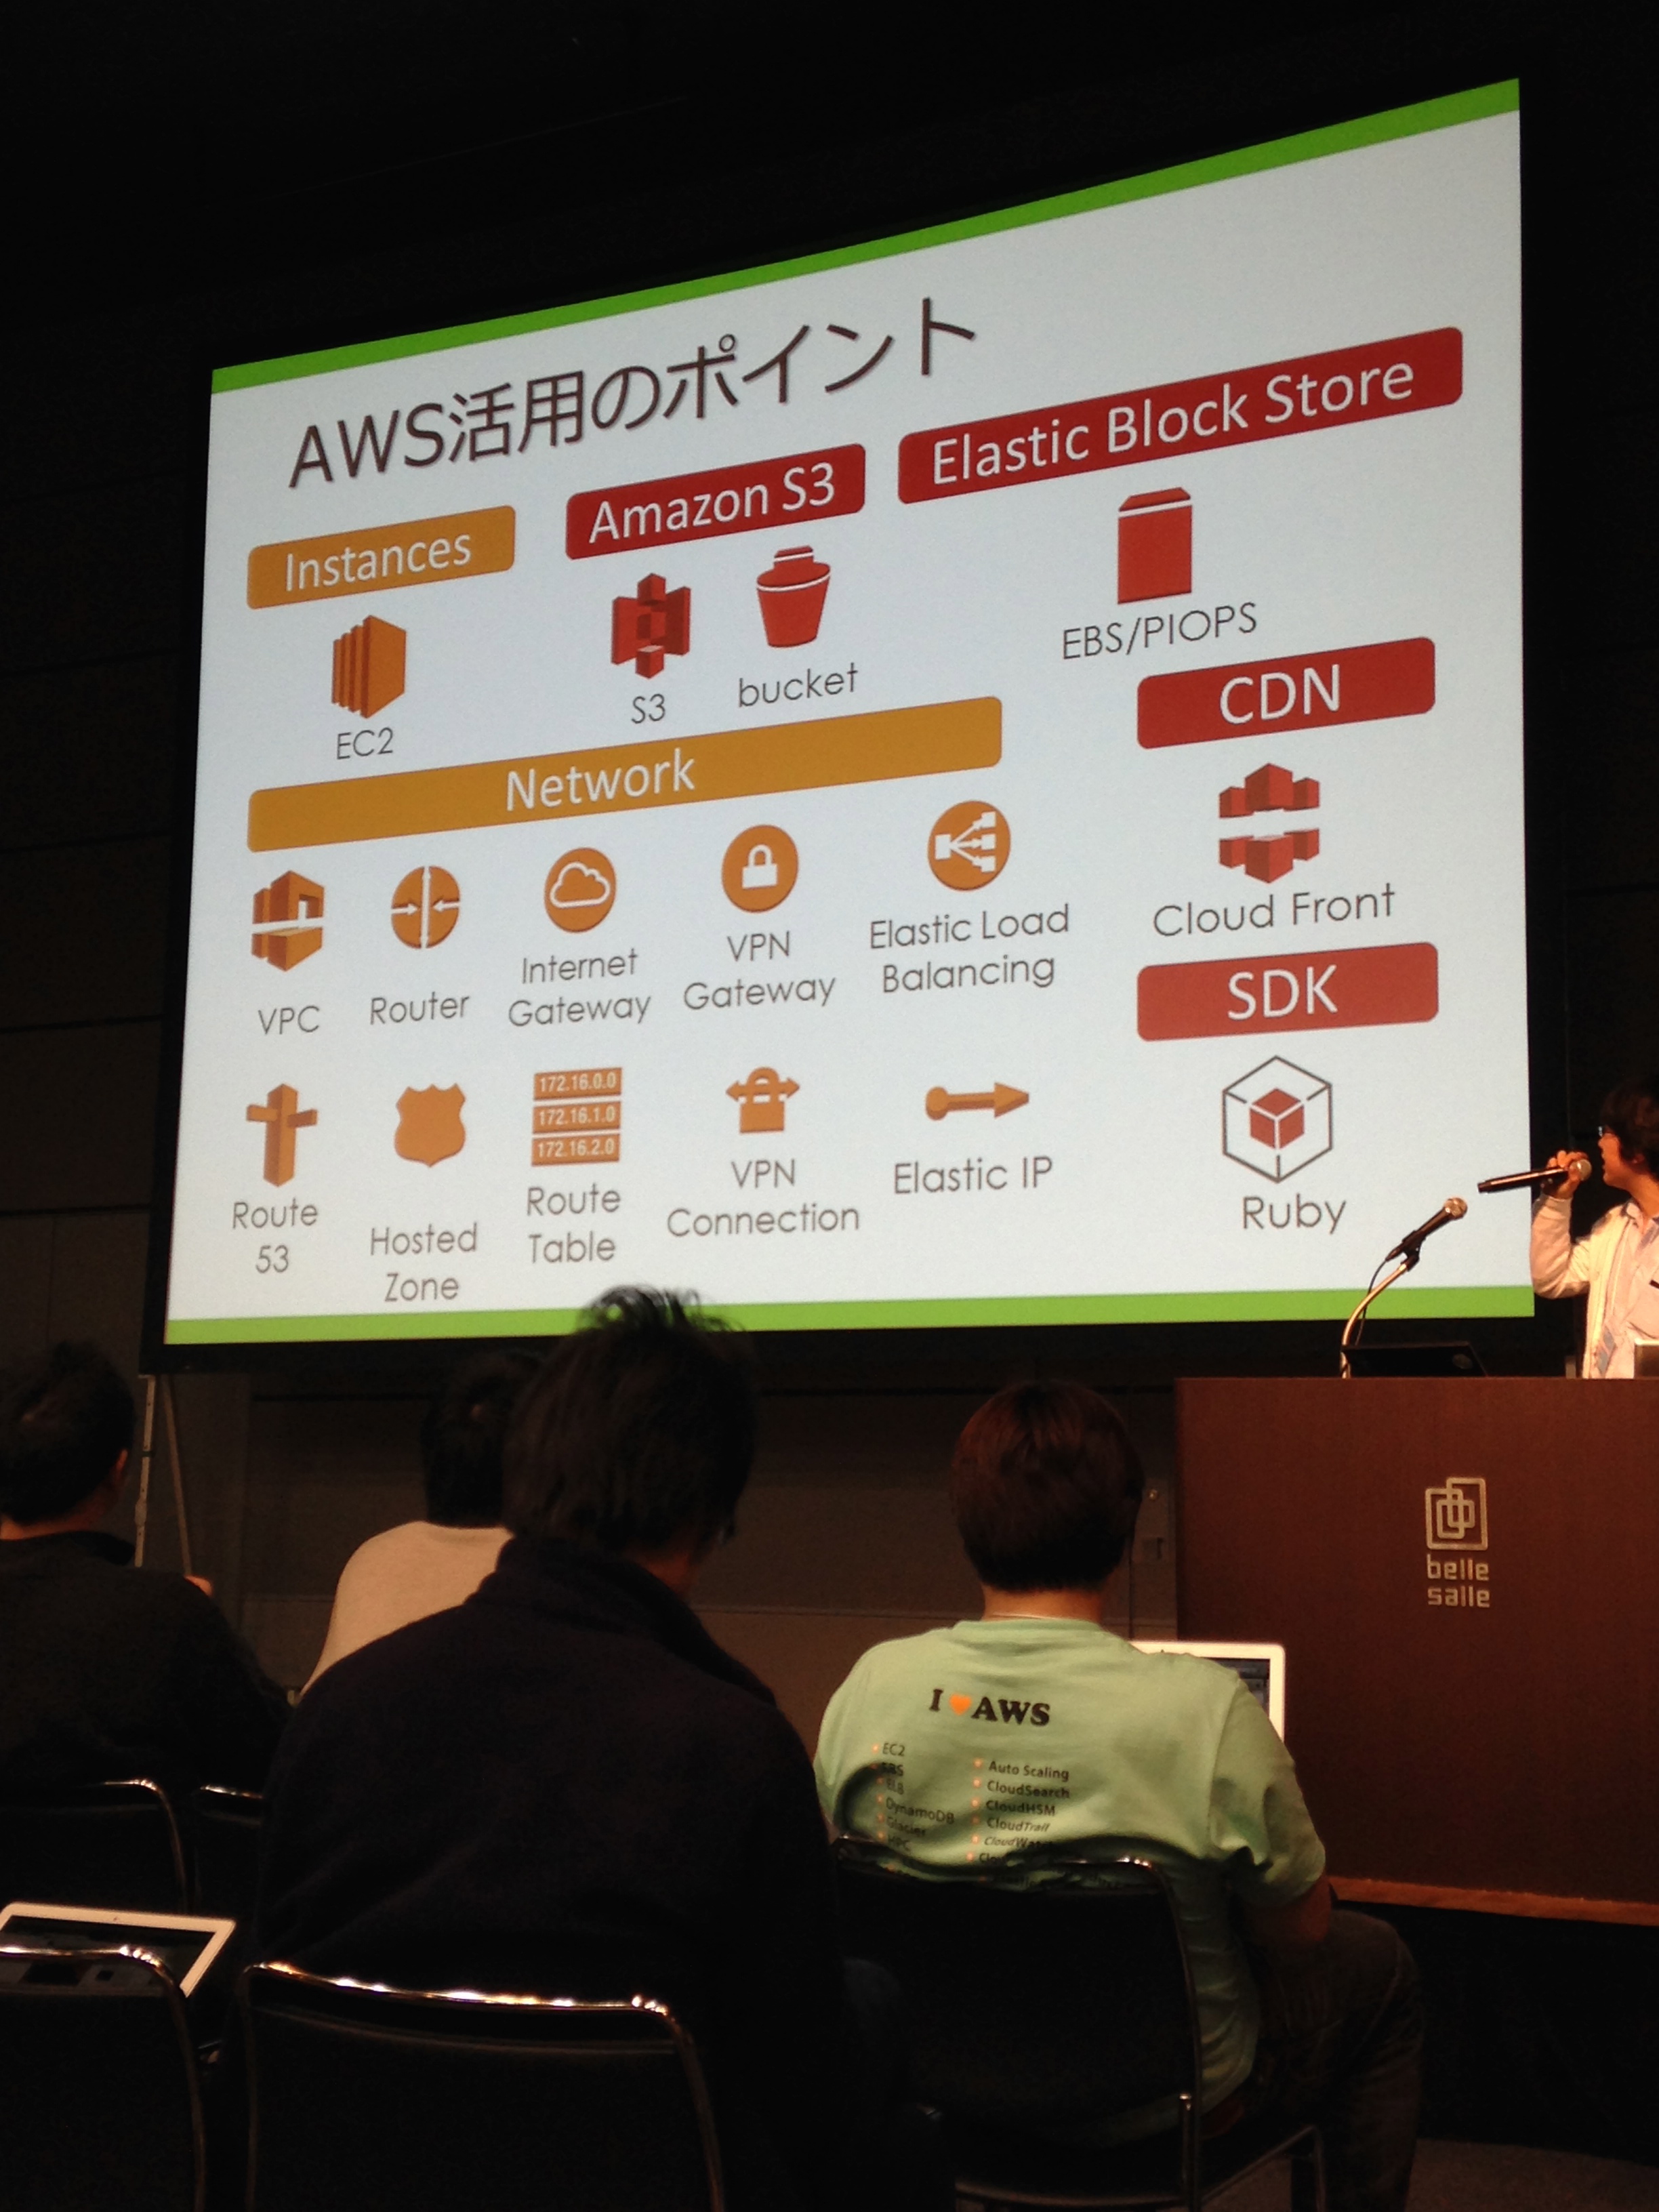 AWS活用のポイント
Instances
Amazon S3
Elastic Block Store
EC2
S3
bucket
EBS/PIOPS
Network
CDN
VPC
Router
Internet
Gateway
VPN
Gateway
Elastic Load
Balancing
Cloud Front
SDK
Route
53
Hosted
Zone
172.16.0.0
172.16.1.0
172.16.2.0
Route
Table
VPN
Connection
Elastic IP
Ruby
belle
salle
I AWS
EC2
EBS
ELB
DynamoDB
Glacier
VPC
Auto Scaling
CloudSearch
CloudHSM
CloudTrail